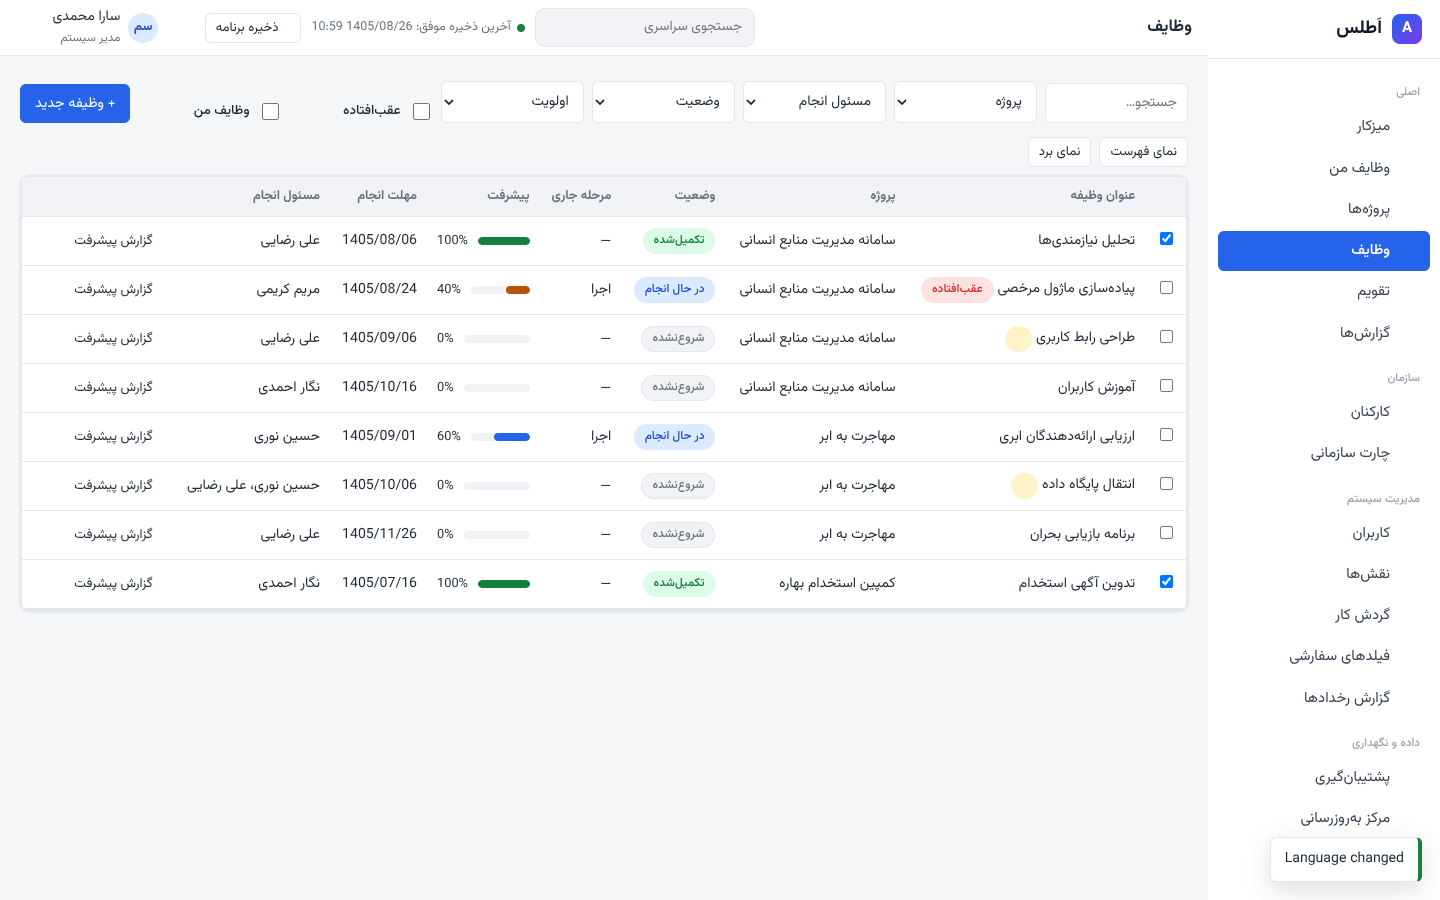 A اَطلس
اصلی
میزکار
وظایف من
پروژه‌ها
وظایف
تقویم
گزارش‌ها
سازمان
کارکنان
چارت سازمانی
مدیریت سیستم
کاربران
نقش‌ها
گردش کار
فیلدهای سفارشی
گزارش رخدادها
داده و نگهداری
پشتیبان‌گیری
مرکز به‌روزرسانی
Language changed
وظایف
جستجوی سراسری
آخرین ذخیره موفق: 1405/08/26 10:59
ذخیره برنامه
سم
سارا محمدی
مدیر سیستم
جستجو...
پروژه
مسئول انجام
وضعیت
اولویت
عقب‌افتاده
وظایف من
+ وظیفه جدید
نمای فهرست
نمای برد
عنوان وظیفه پروژه وضعیت مرحله جاری پیشرفت مهلت انجام مسئول انجام
تحلیل نیازمندی‌ها سامانه مدیریت منابع انسانی تکمیل‌شده — 100% 1405/08/06 علی رضایی گزارش پیشرفت
پیاده‌سازی ماژول مرخصی عقب‌افتاده سامانه مدیریت منابع انسانی در حال انجام اجرا 40% 1405/08/24 مریم کریمی گزارش پیشرفت
طراحی رابط کاربری سامانه مدیریت منابع انسانی شروع‌نشده — 0% 1405/09/06 علی رضایی گزارش پیشرفت
آموزش کاربران سامانه مدیریت منابع انسانی شروع‌نشده — 0% 1405/10/16 نگار احمدی گزارش پیشرفت
ارزیابی ارائه‌دهندگان ابری مهاجرت به ابر در حال انجام اجرا 60% 1405/09/01 حسین نوری گزارش پیشرفت
انتقال پایگاه داده مهاجرت به ابر شروع‌نشده — 0% 1405/10/06 حسین نوری، علی رضایی گزارش پیشرفت
برنامه بازیابی بحران مهاجرت به ابر شروع‌نشده — 0% 1405/11/26 علی رضایی گزارش پیشرفت
تدوین آگهی استخدام کمپین استخدام بهاره تکمیل‌شده — 100% 1405/07/16 نگار احمدی گزارش پیشرفت